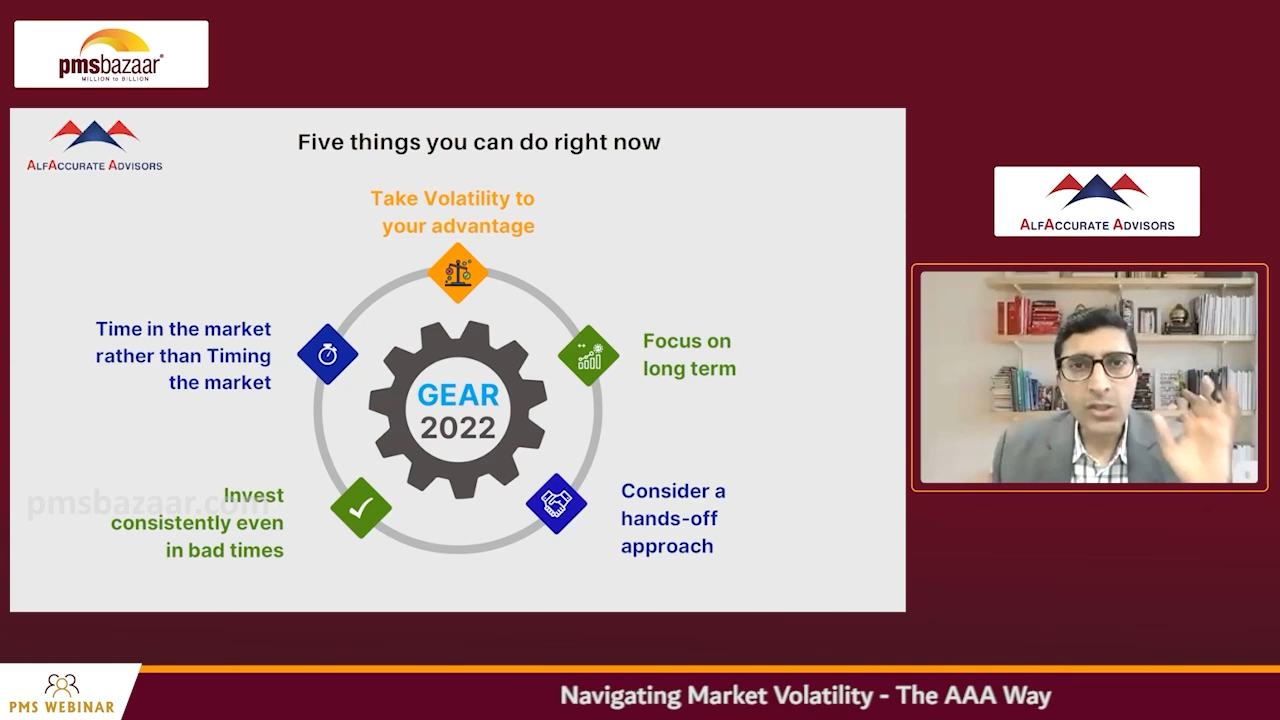 pmsbazaar
MILLION to BILLION
ALFACCURATE ADVISORS
Five things you can do right now
Take Volatility to
your advantage
Time in the market
rather than Timing
the market
Focus on
long term
GEAR
2022
Invest
consistently even
in bad times
Consider a
hands-off
approach
pmsbazaar.com
ALFACCURATE ADVISORS
PMS WEBINAR
Navigating Market Volatility - The AAA Way